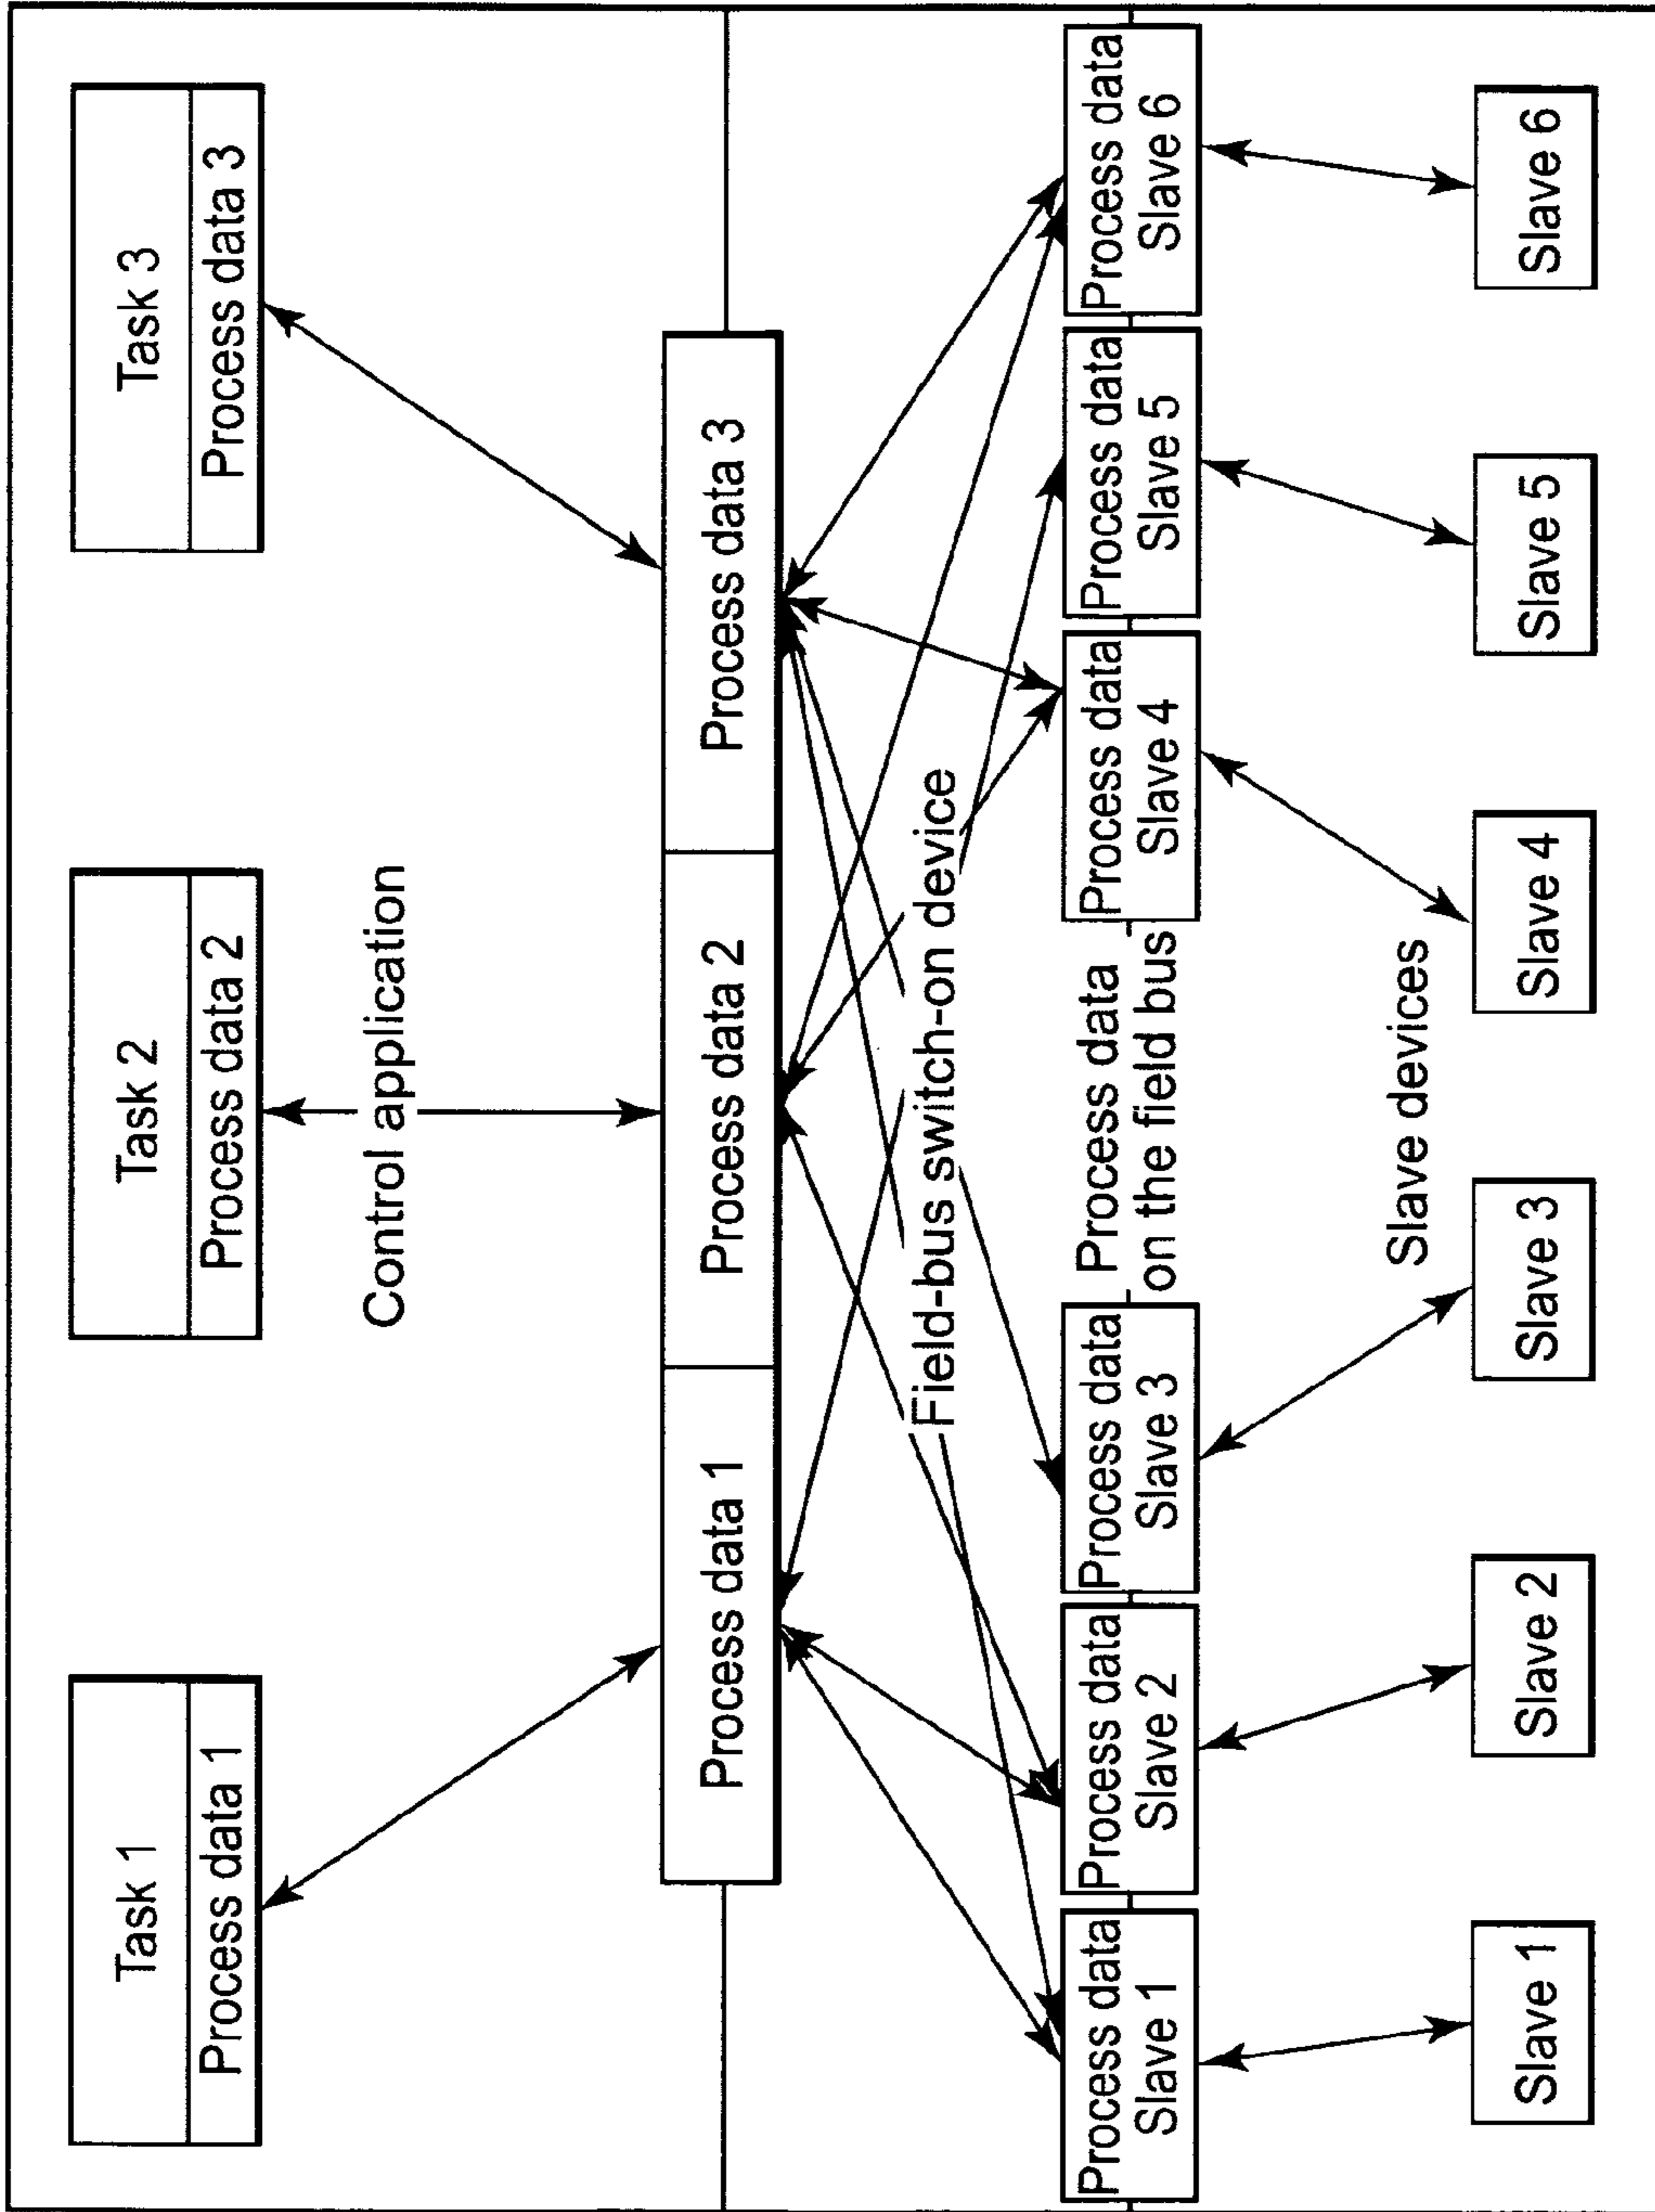 Task 1
Process data 1
Task 2
Process data 2
Task 3
Process data 3
Control application
Process data 1
Process data 2
Process data 3
Field-bus switch-on device
Process data
Slave 1
Process data
Slave 2
Process data
Slave 3
Process data
on the field bus
Process data
Slave 4
Process data
Slave 5
Process data
Slave 6
Slave devices
Slave 1
Slave 2
Slave 3
Slave 4
Slave 5
Slave 6